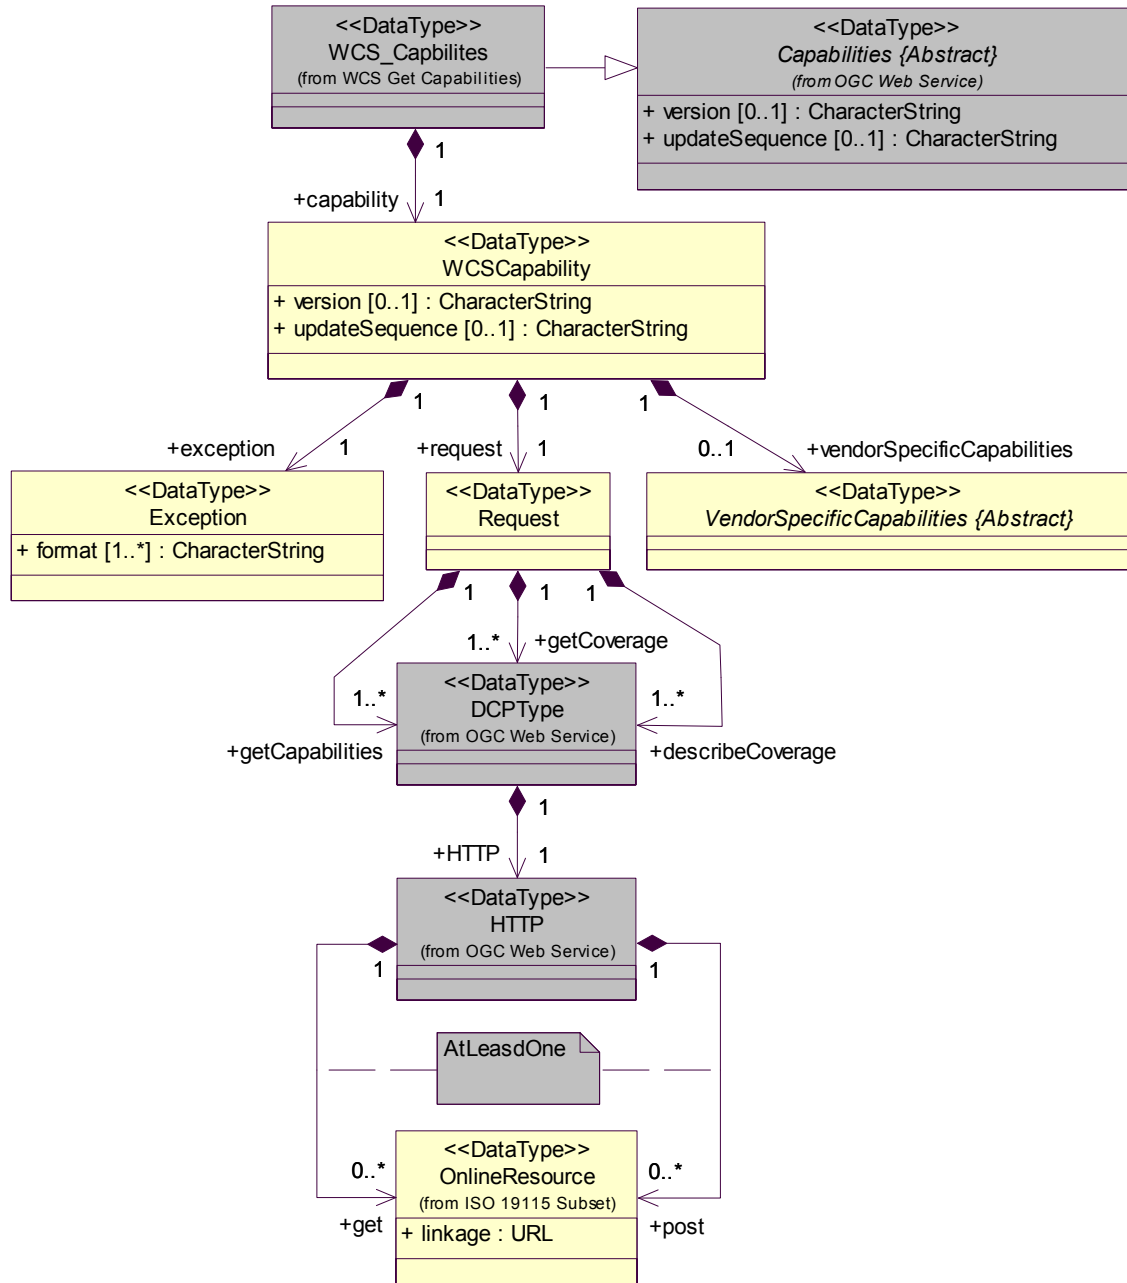 <<DataType>>
WCS_Capbilites
(from WCS Get Capabilities)
<<DataType>>
Capabilities {Abstract}
(from OGC Web Service)
+ version [0..1] : CharacterString
+ updateSequence [0..1] : CharacterString
1
+capability 1
<<DataType>>
WCSCapability
+ version [0..1] : CharacterString
+ updateSequence [0..1] : CharacterString
1 1 1
+exception 1 +request 1 0..1 +vendorSpecificCapabilities
<<DataType>>
Exception
+ format [1..*] : CharacterString
<<DataType>>
Request
<<DataType>>
VendorSpecificCapabilities {Abstract}
1 1 1
1..* +getCoverage
1..* 1..*
+getCapabilities +describeCoverage
<<DataType>>
DCPType
(from OGC Web Service)
1
+HTTP 1
<<DataType>>
HTTP
(from OGC Web Service)
1 1
AtLeasdOne
0..* 0..*
+get +post
<<DataType>>
OnlineResource
(from ISO 19115 Subset)
+ linkage : URL